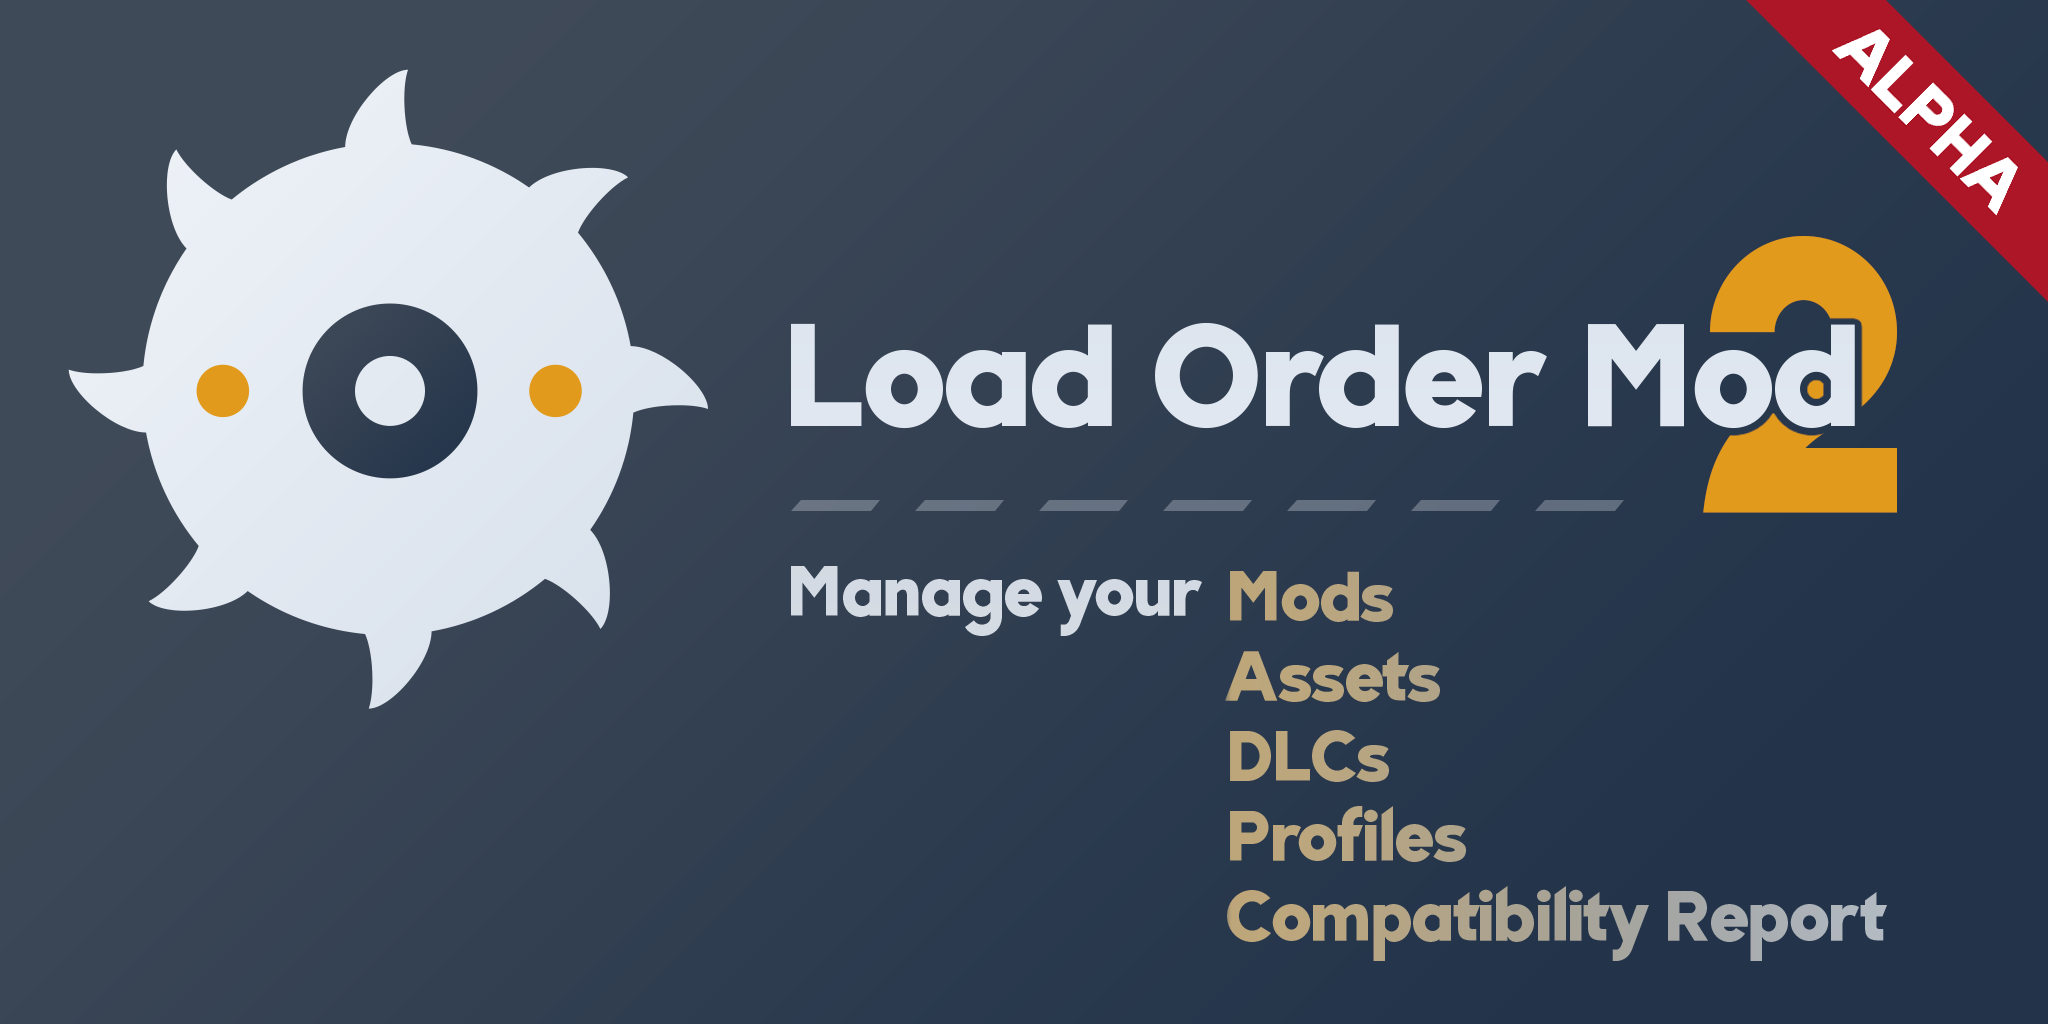 ALPHA
Load Order Mod 2
Manage your Mods
Assets
DLCs
Profiles
Compatibility Report